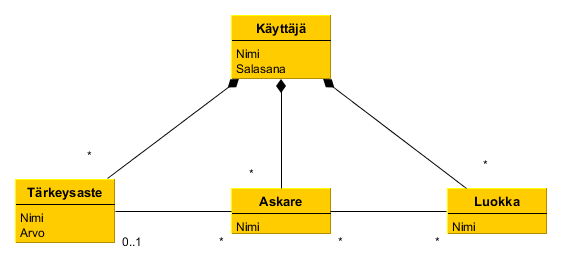 Käyttäjä
Nimi
Salasana
*
*
*
Tärkeysaste
Nimi
Arvo
Askare
Nimi
Luokka
Nimi
0..1
*
*
*